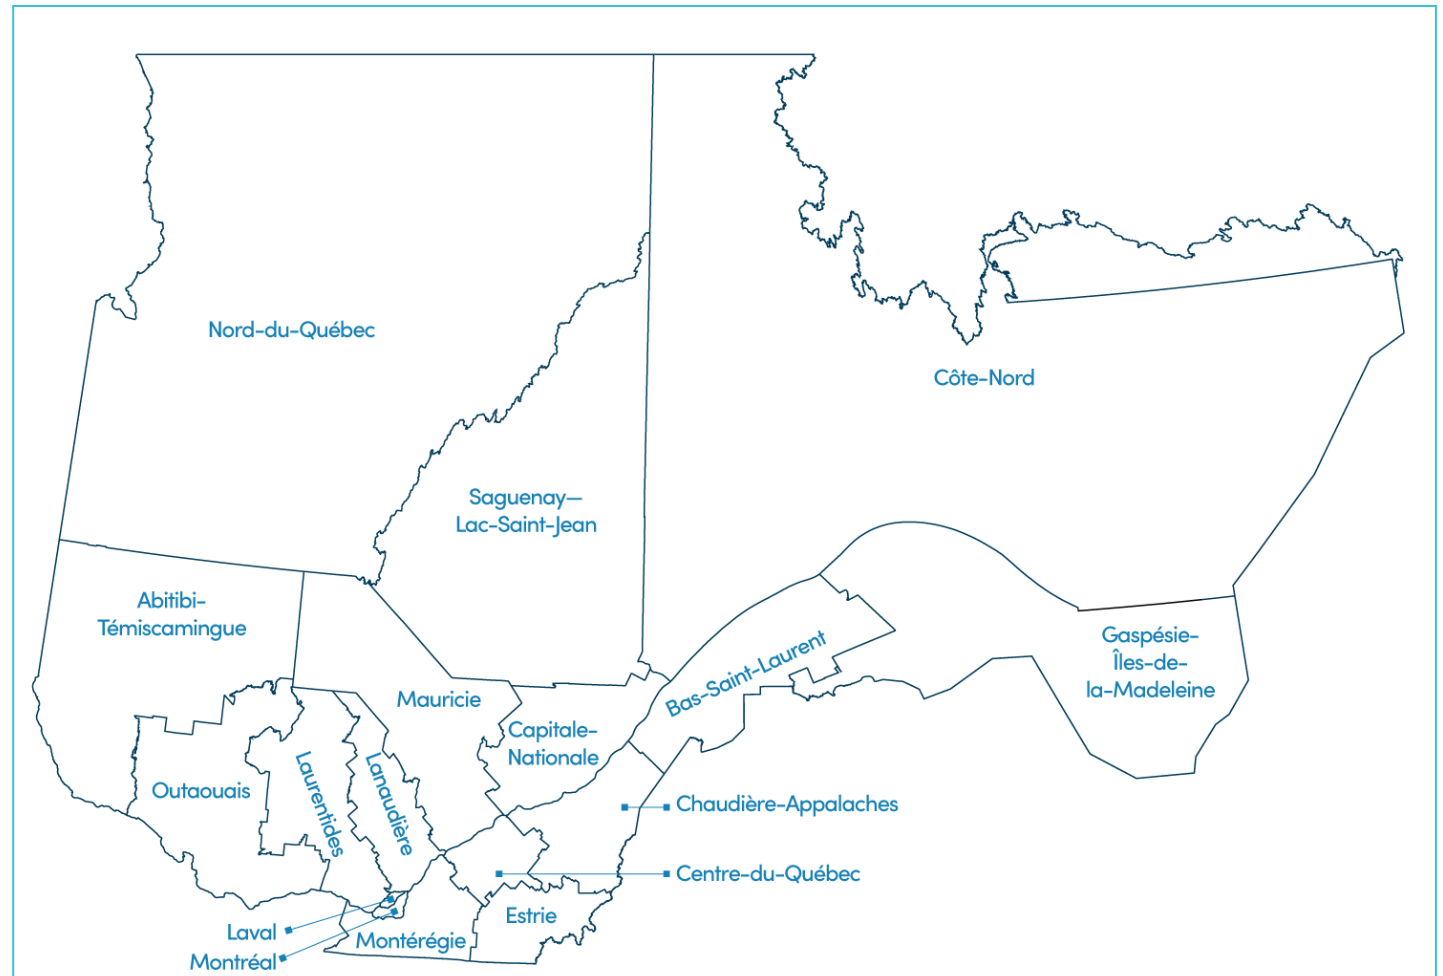 Nord-du-Québec
Côte-Nord
Saguenay—
Lac-Saint-Jean
Abitibi-
Témiscamingue
Bas-Saint-Laurent
Gaspésie-
Îles-de-
la-Madeleine
Mauricie
Capitale-
Nationale
Outaouais
Laurentides
Lanaudière
Chaudière-Appalaches
Centre-du-Québec
Estrie
Laval
Montérégie
Montréal